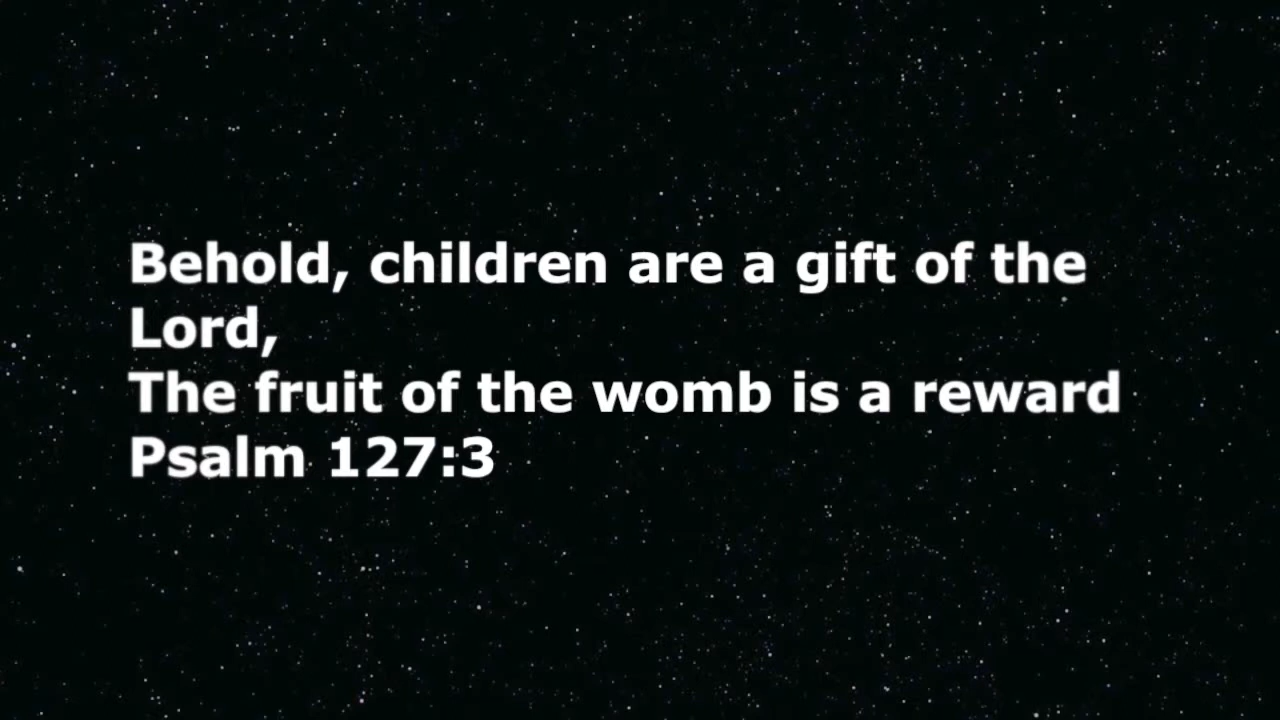 Behold, children are a gift of the
Lord,
The fruit of the womb is a reward
Psalm 127:3